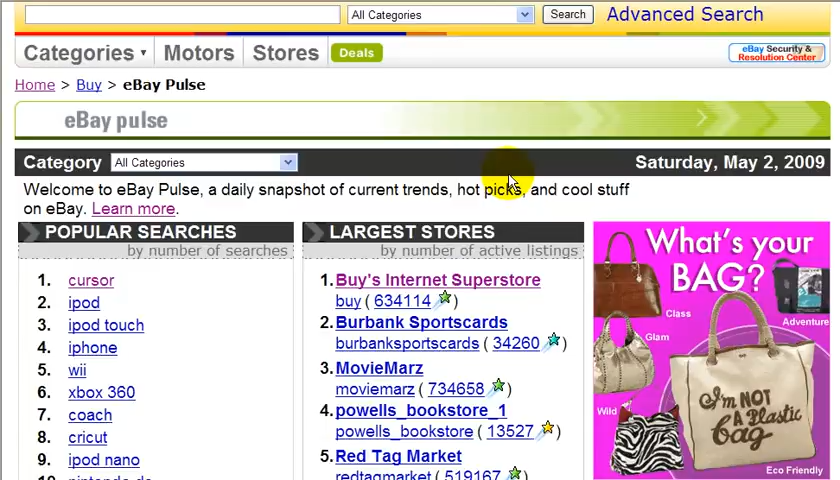 All Categories Search Advanced Search
Categories Motors Stores Deals
eBay Security &
Resolution Center
Home > Buy > eBay Pulse
eBay pulse
Category All Categories Saturday, May 2, 2009
Welcome to eBay Pulse, a daily snapshot of current trends, hot picks, and cool stuff
on eBay. Learn more.
POPULAR SEARCHES
by number of searches
1. cursor
2. ipod
3. ipod touch
4. iphone
5. wii
6. xbox 360
7. coach
8. cricut
9. ipod nano
LARGEST STORES
by number of active listings
1. Buy's Internet Superstore
buy ( 634114 )
2. Burbank Sportscards
burbanksportscards ( 34260 )
3. MovieMarz
moviemarz ( 734658 )
4. powells_bookstore_1
powells_bookstore ( 13527 )
5. Red Tag Market
redtagmarket ( 519167 )
What's your
BAG?
Class
Adventure
Glam
Wild
I'm NOT
A Plastic
bag
Eco Friendly